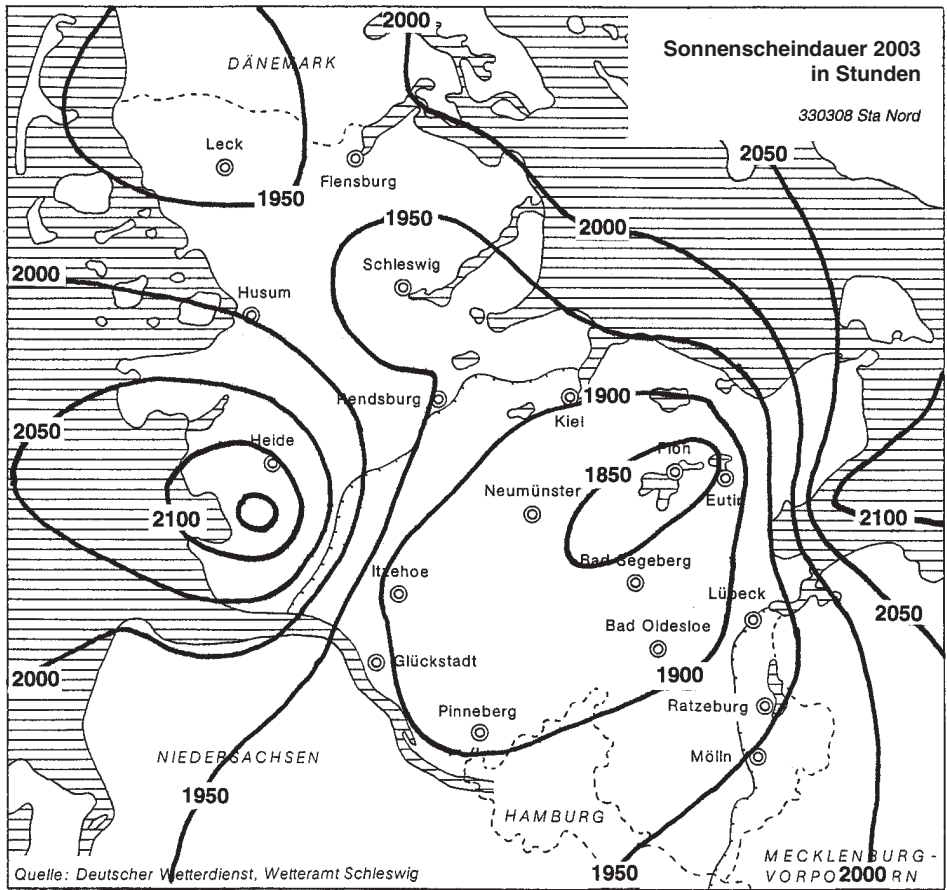 2000
Sonnenscheindauer 2003
in Stunden
DÄNEMARK
330308 Sta Nord
Leck
2050
Flensburg
1950
1950
2000
Schleswig
2000
Husum
Rendsburg
1900
Kiel
2050
Heide
Plön
1850
Neumünster
Eutin
2100
2100
Bad Segeberg
Itzehoe
Lübeck
2050
Bad Oldesloe
Glückstadt
1900
2000
Ratzeburg
Pinneberg
Mölln
NIEDERSACHSEN
1950
HAMBURG
MECKLENBURG-
VORPO RN
2000
1950
Quelle: Deutscher Wetterdienst, Wetteramt Schleswig